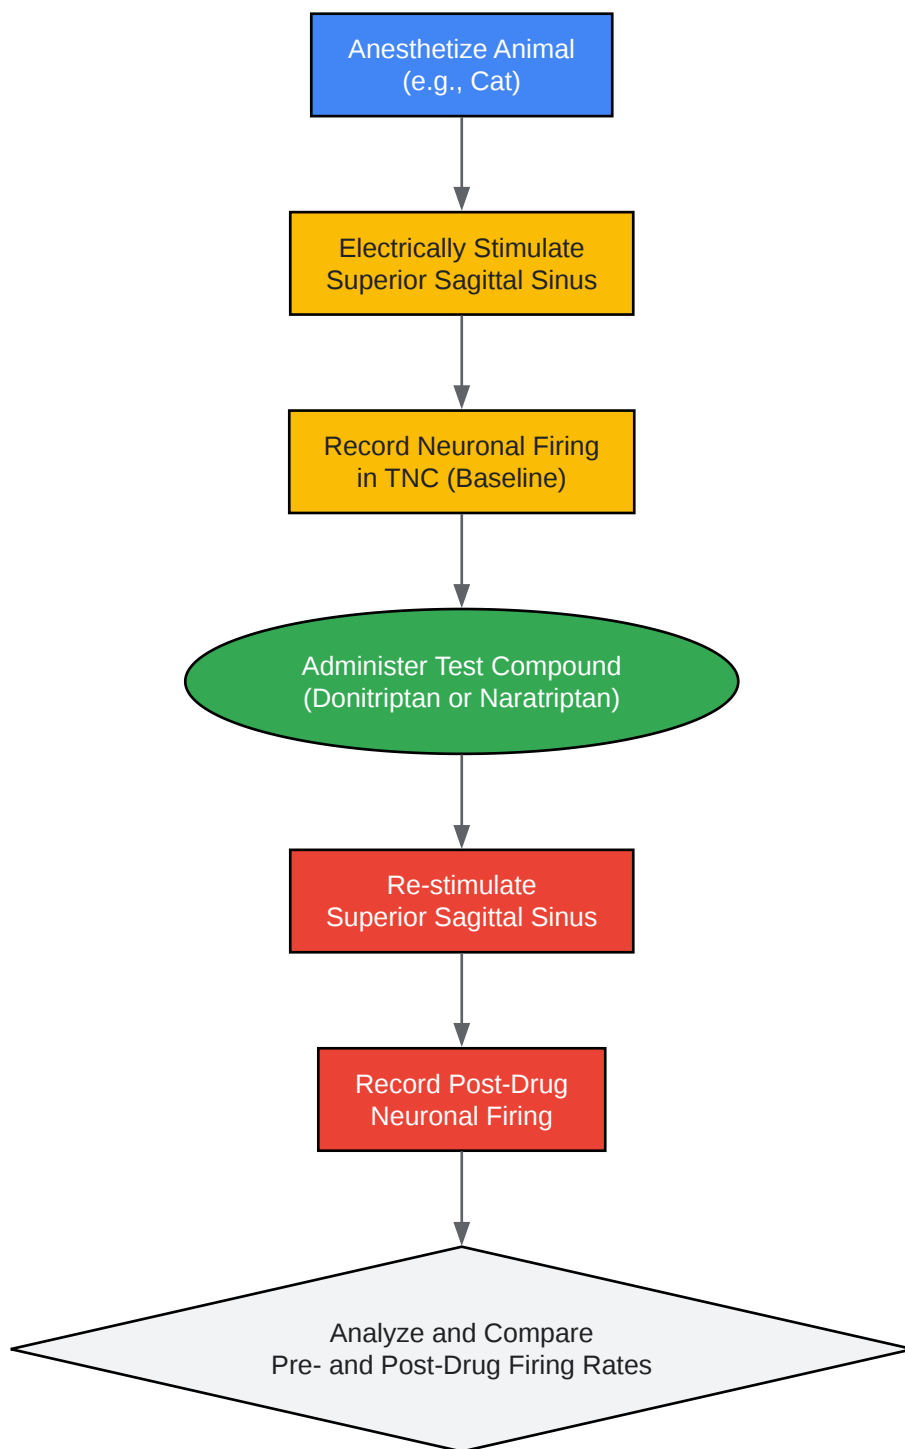 Anesthetize Animal
(e.g., Cat)
Electrically Stimulate
Superior Sagittal Sinus
Record Neuronal Firing
in TNC (Baseline)
Administer Test Compound
(Donitriptan or Naratriptan)
Re-stimulate
Superior Sagittal Sinus
Record Post-Drug
Neuronal Firing
Analyze and Compare
Pre- and Post-Drug Firing Rates